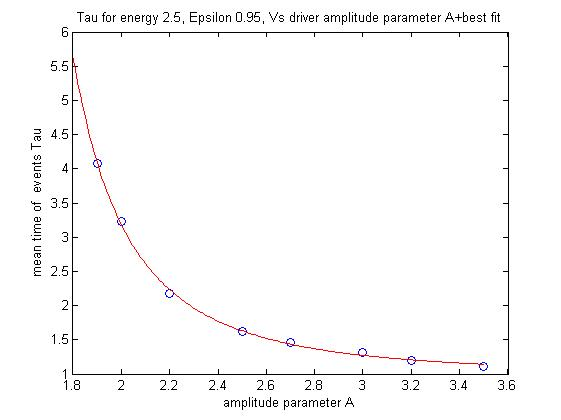 Tau for energy 2.5, Epsilon 0.95, Vs driver amplitude parameter A+best fit
6
5.5
5
4.5
4
3.5
3
2.5
2
1.5
1
mean time of events Tau
1.8 2 2.2 2.4 2.6 2.8 3 3.2 3.4 3.6
amplitude parameter A